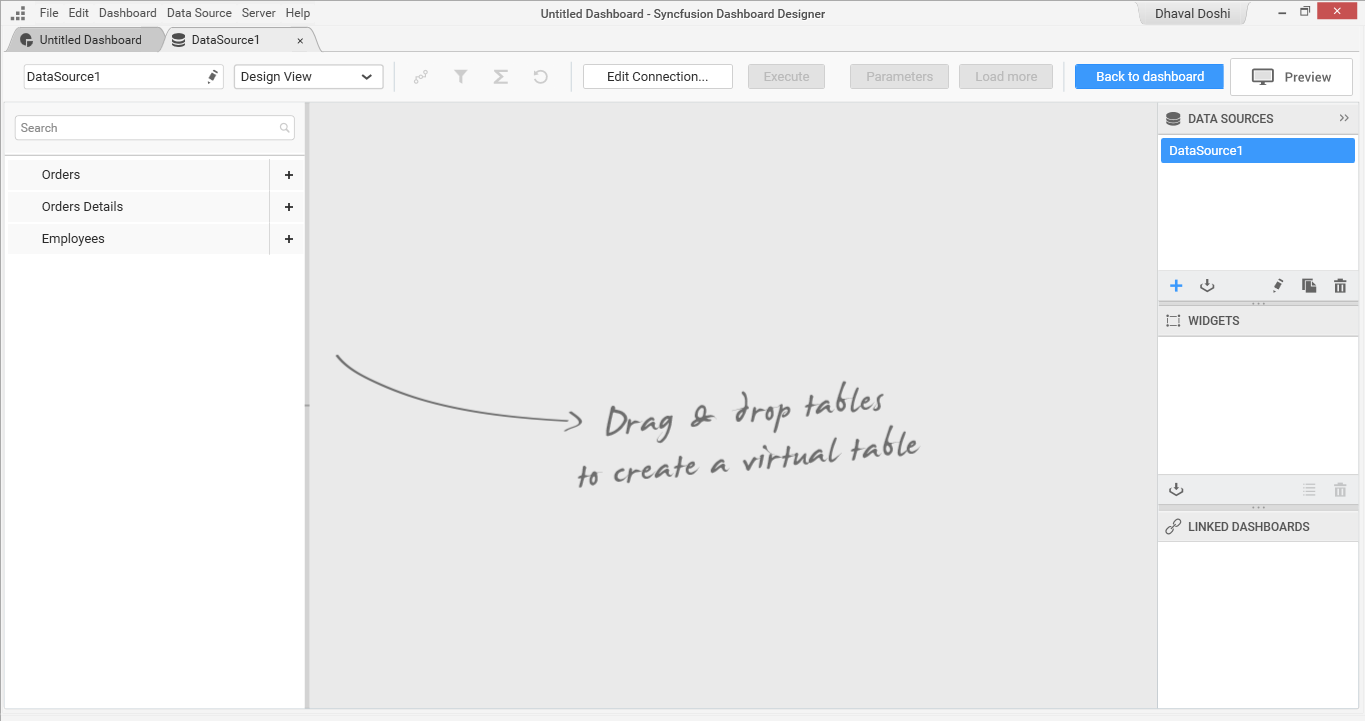 File Edit Dashboard Data Source Server Help
Untitled Dashboard - Syncfusion Dashboard Designer
Dhaval Doshi
Untitled Dashboard
DataSource1
DataSource1
Design View
Edit Connection...
Execute
Parameters
Load more
Back to dashboard
Preview
Search
Orders
Orders Details
Employees
Drag & drop tables
to create a virtual table
DATA SOURCES
DataSource1
WIDGETS
LINKED DASHBOARDS